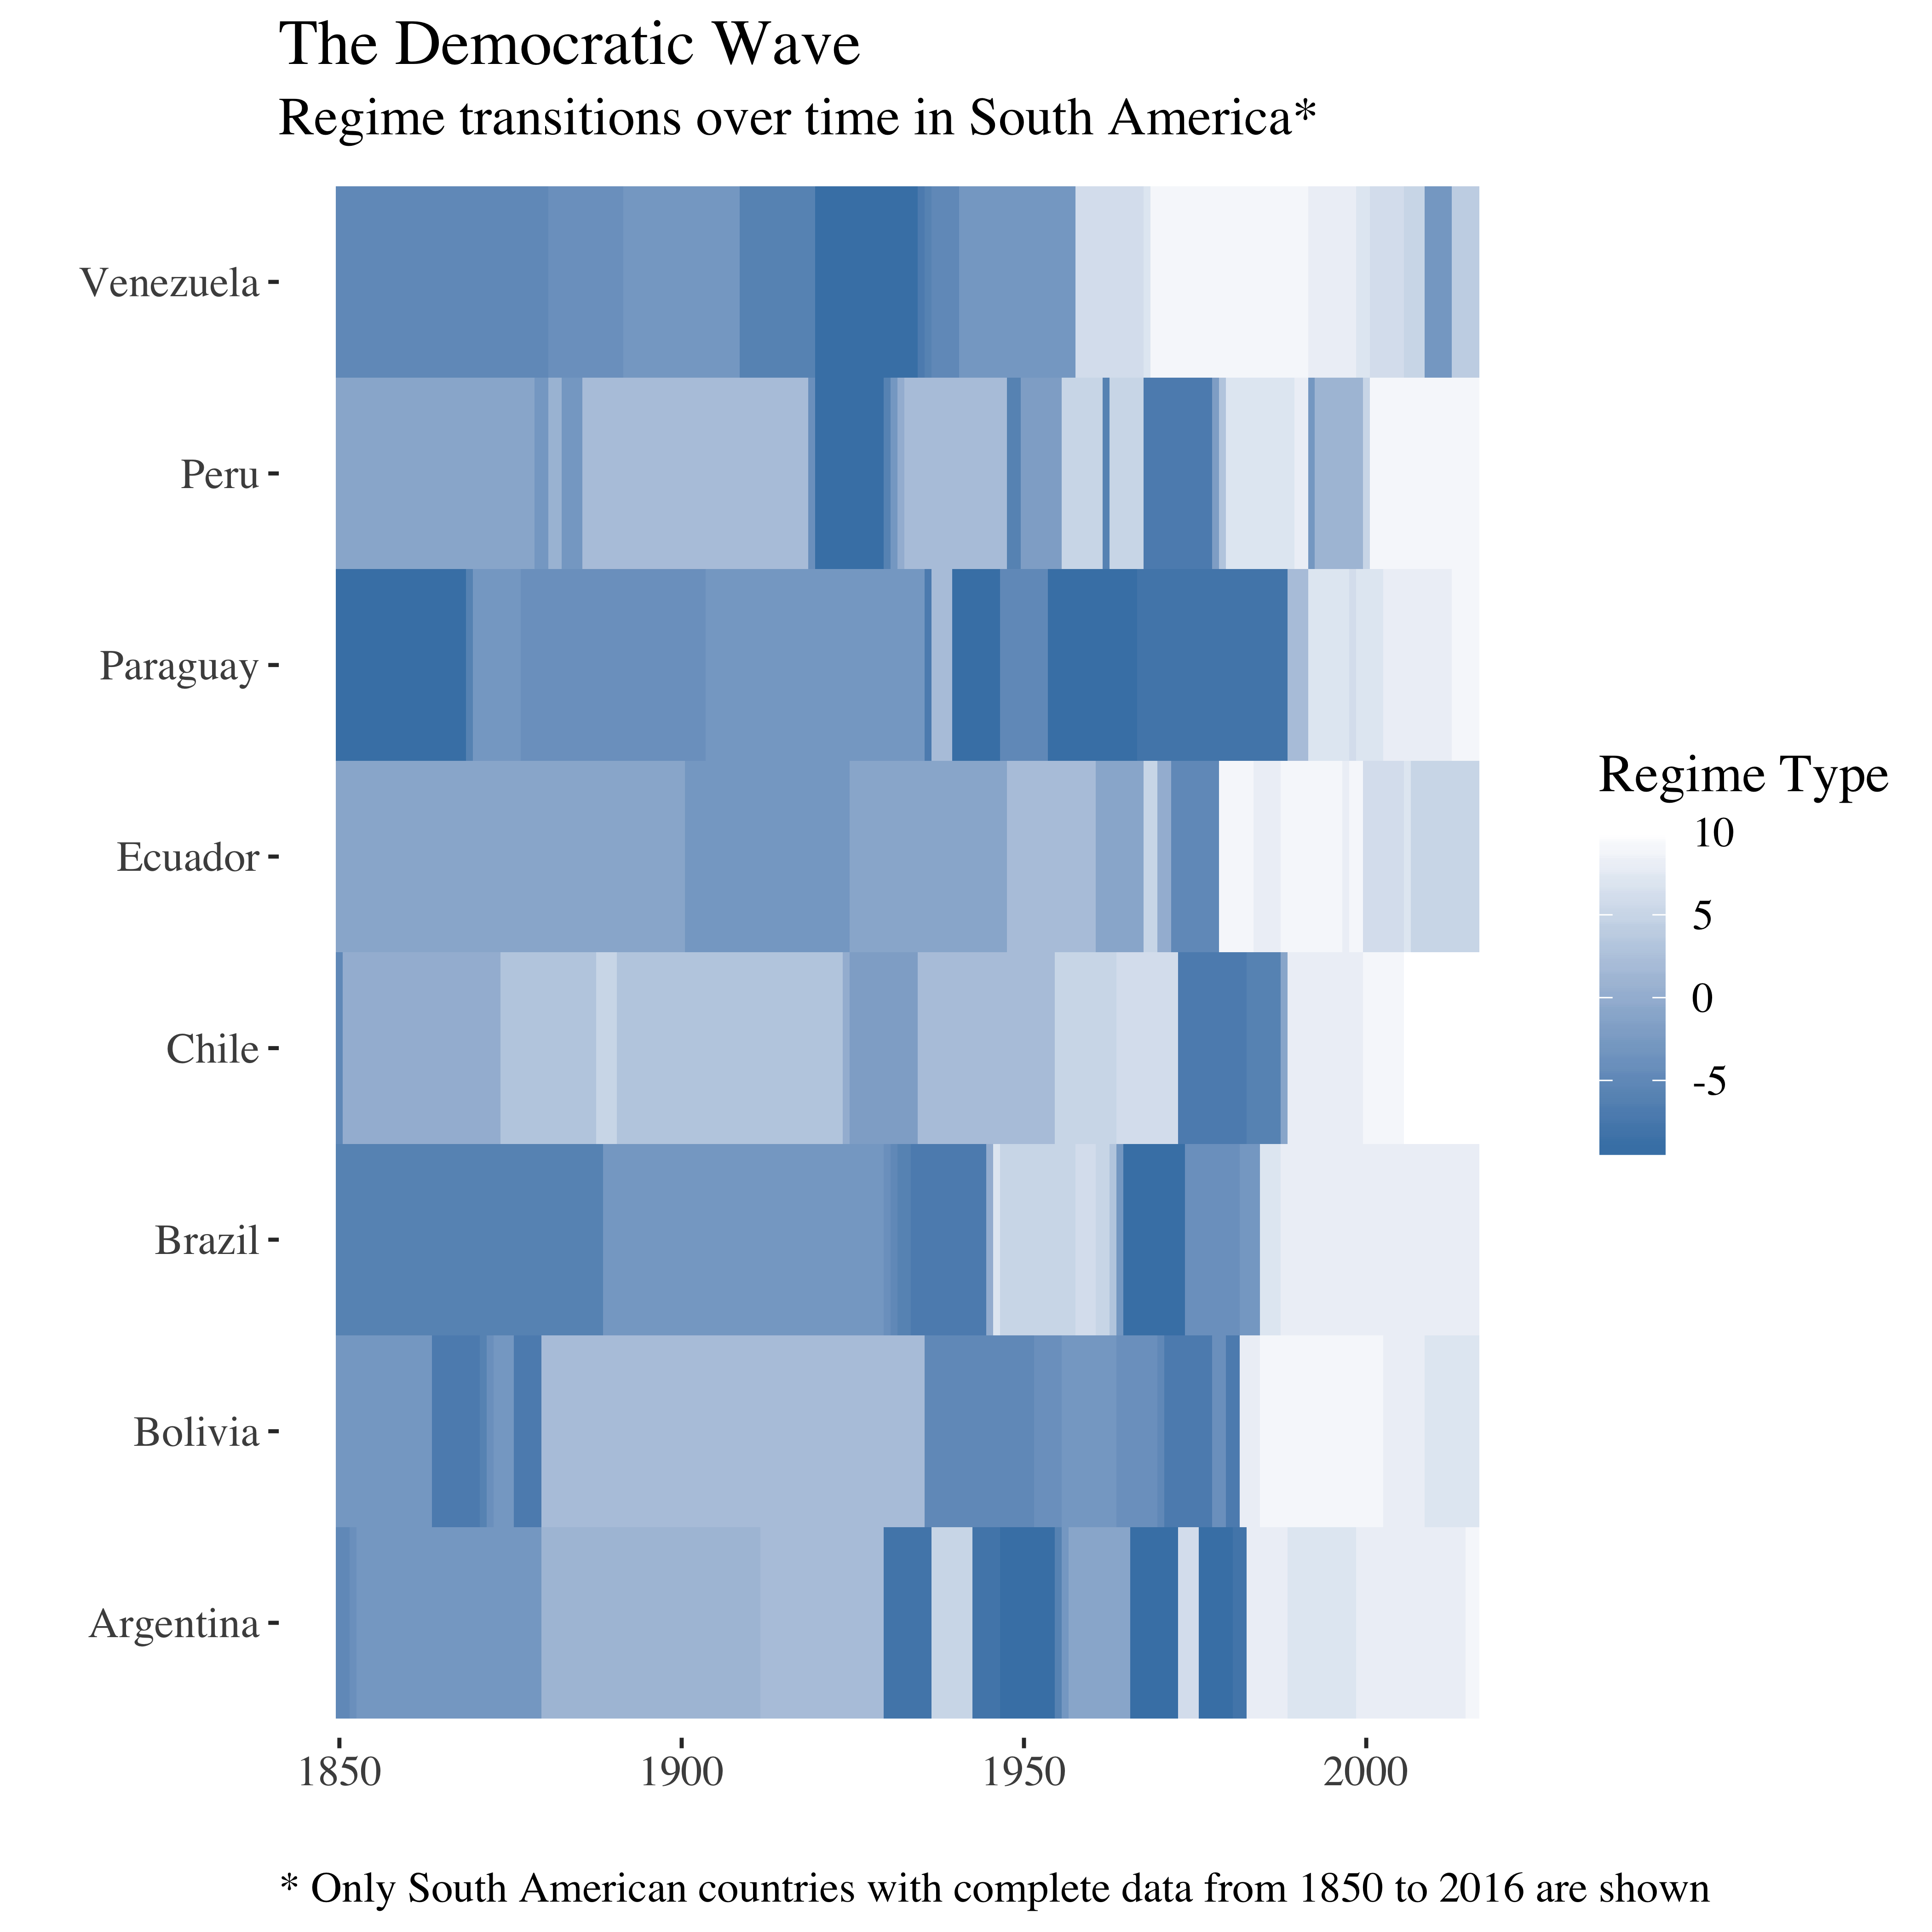 The Democratic Wave
Regime transitions over time in South America*
Venezuela
Peru
Paraguay
Ecuador
Chile
Brazil
Bolivia
Argentina
1850
1900
1950
2000
Regime Type
10
5
0
-5
* Only South American countries with complete data from 1850 to 2016 are shown